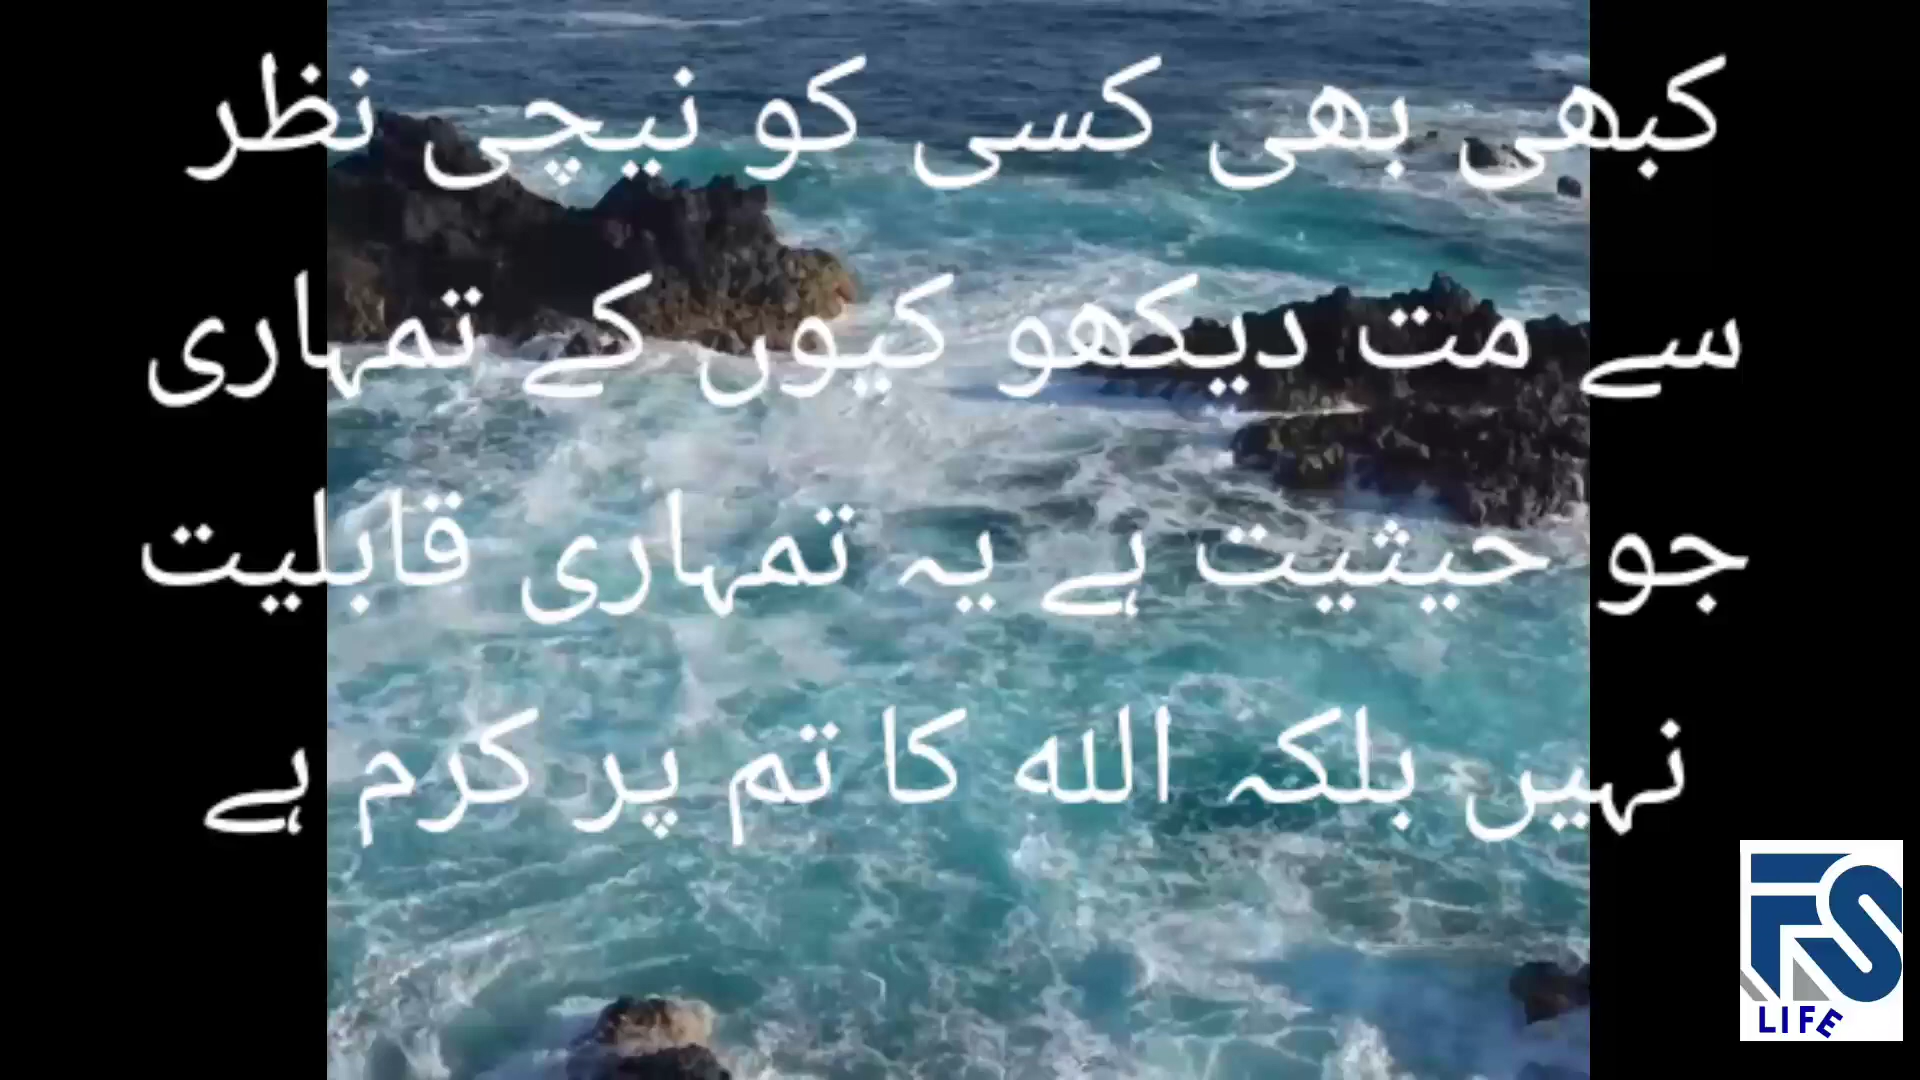 کبھی بھی کسی کو نیچی نظر
سے مت دیکھو کیوں کے تمہاری
جو حیثیت ہے یہ تمہاری قابلیت
نہیں بلکہ الله کا تم پر کرم ہے
FS
LIFE